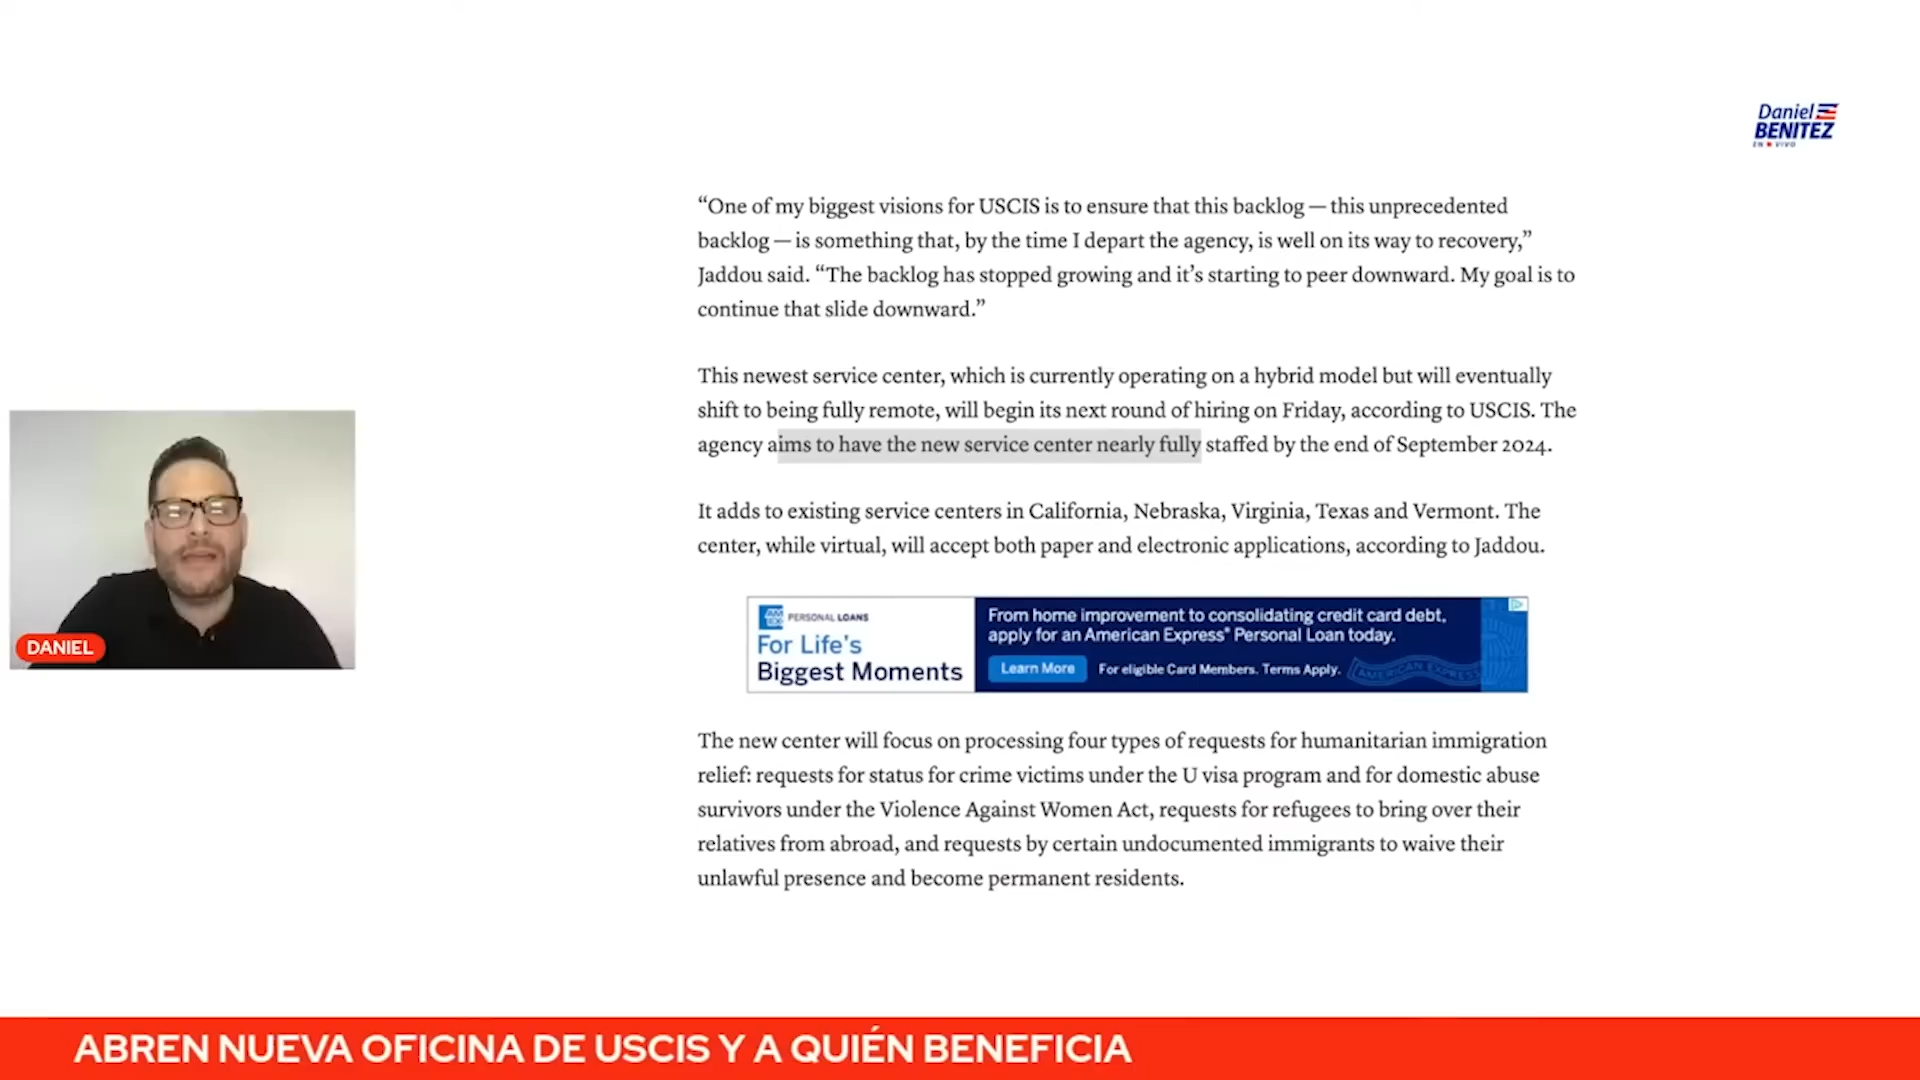 Daniel
BENITEZ
EN VIVO
“One of my biggest visions for USCIS is to ensure that this backlog — this unprecedented
backlog — is something that, by the time I depart the agency, is well on its way to recovery,”
Jaddou said. “The backlog has stopped growing and it’s starting to peer downward. My goal is to
continue that slide downward.”
This newest service center, which is currently operating on a hybrid model but will eventually
shift to being fully remote, will begin its next round of hiring on Friday, according to USCIS. The
agency aims to have the new service center nearly fully staffed by the end of September 2024.
It adds to existing service centers in California, Nebraska, Virginia, Texas and Vermont. The
center, while virtual, will accept both paper and electronic applications, according to Jaddou.
AM
EX
PERSONAL LOANS
For Life's
Biggest Moments
From home improvement to consolidating credit card debt,
apply for an American Express® Personal Loan today.
Learn More
For eligible Card Members. Terms Apply.
AMERICAN EXPRESS
The new center will focus on processing four types of requests for humanitarian immigration
relief: requests for status for crime victims under the U visa program and for domestic abuse
survivors under the Violence Against Women Act, requests for refugees to bring over their
relatives from abroad, and requests by certain undocumented immigrants to waive their
unlawful presence and become permanent residents.
DANIEL
ABREN NUEVA OFICINA DE USCIS Y A QUIÉN BENEFICIA